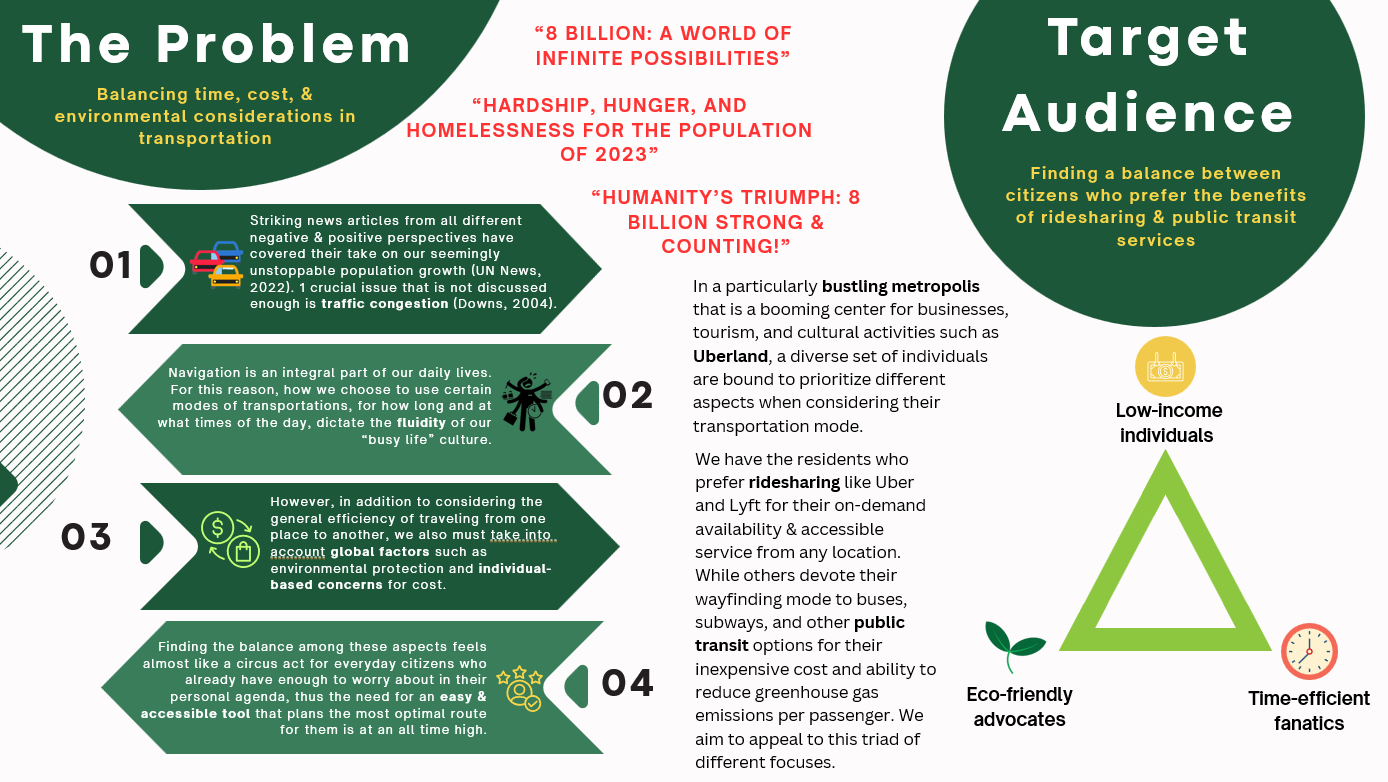 The Problem
Balancing time, cost, &
environmental considerations in
transportation
“8 BILLION: A WORLD OF
INFINITE POSSIBILITIES”
“HARDSHIP, HUNGER, AND
HOMELESSNESS FOR THE POPULATION
OF 2023”
“HUMANITY’S TRIUMPH: 8
BILLION STRONG &
COUNTING!”
01
Striking news articles from all different
negative & positive perspectives have
covered their take on our seemingly
unstoppable population growth (UN News,
2022). 1 crucial issue that is not discussed
enough is traffic congestion (Downs, 2004).
Navigation is an integral part of our daily lives.
For this reason, how we choose to use certain
modes of transportations, for how long and at
what times of the day, dictate the fluidity of our
“busy life” culture.
02
03
However, in addition to considering the
general efficiency of traveling from one
place to another, we also must take into
account global factors such as
environmental protection and individual-
based concerns for cost.
Finding the balance among these aspects feels
almost like a circus act for everyday citizens who
already have enough to worry about in their
personal agenda, thus the need for an easy &
accessible tool that plans the most optimal route
for them is at an all time high.
04
In a particularly bustling metropolis
that is a booming center for businesses,
tourism, and cultural activities such as
Uberland, a diverse set of individuals
are bound to prioritize different
aspects when considering their
transportation mode.
We have the residents who
prefer ridesharing like Uber
and Lyft for their on-demand
availability & accessible
service from any location.
While others devote their
wayfinding mode to buses,
subways, and other public
transit options for their
inexpensive cost and ability to
reduce greenhouse gas
emissions per passenger. We
aim to appeal to this triad of
different focuses.
Target
Audience
Finding a balance between
citizens who prefer the benefits
of ridesharing & public transit
services
Low-income
individuals
Eco-friendly
advocates
Time-efficient
fanatics